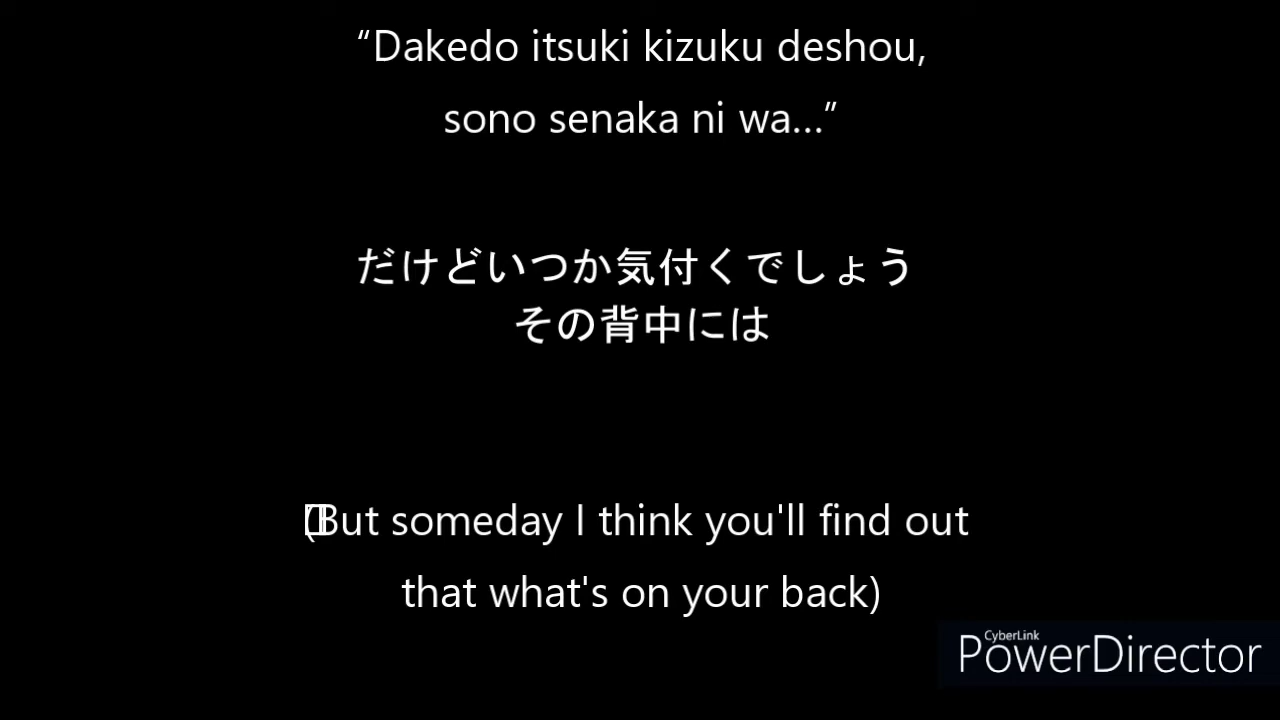 “Dakedo itsuki kizuku deshou,
sono senaka ni wa...”
だけどいつか気付くでしょう
その背中には
(But someday I think you'll find out
that what's on your back)
CyberLink
PowerDirector